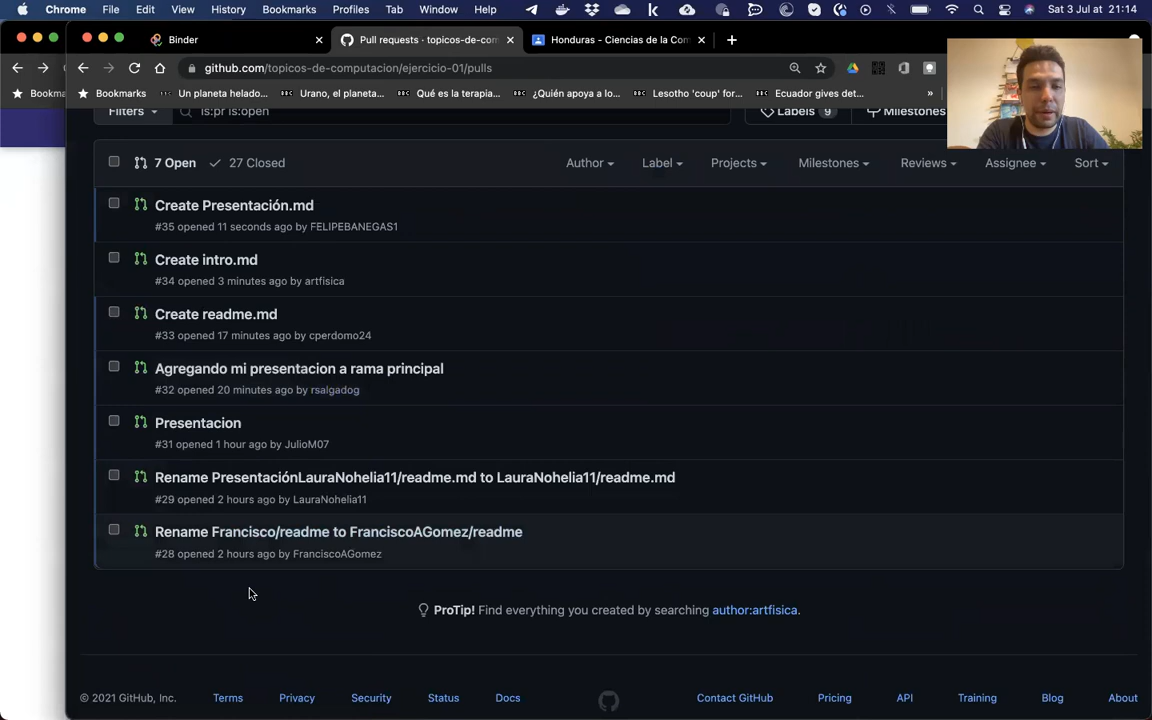 Chrome File Edit View History Bookmarks Profiles Tab Window Help Sat 3 Jul at 21:14
Binder Pull requests · topicos-de-com Honduras - Ciencias de la Com
github.com/topicos-de-computacion/ejercicio-01/pulls
Bookma Bookmarks Un planeta helado... Urano, el planeta... Qué es la terapia... ¿Quién apoya a lo... Lesotho 'coup' for... Ecuador gives det... »
Filters is:pr is:open Labels 9 Milestones
7 Open 27 Closed Author Label Projects Milestones Reviews Assignee Sort
Create Presentación.md
#35 opened 11 seconds ago by FELIPEBANEGAS1
Create intro.md
#34 opened 3 minutes ago by artfisica
Create readme.md
#33 opened 17 minutes ago by cperdomo24
Agregando mi presentacion a rama principal
#32 opened 20 minutes ago by rsalgadog
Presentacion
#31 opened 1 hour ago by JulioM07
Rename PresentaciónLauraNohelia11/readme.md to LauraNohelia11/readme.md
#29 opened 2 hours ago by LauraNohelia11
Rename Francisco/readme to FranciscoAGomez/readme
#28 opened 2 hours ago by FranciscoAGomez
ProTip! Find everything you created by searching author:artfisica.
© 2021 GitHub, Inc. Terms Privacy Security Status Docs Contact GitHub Pricing API Training Blog About